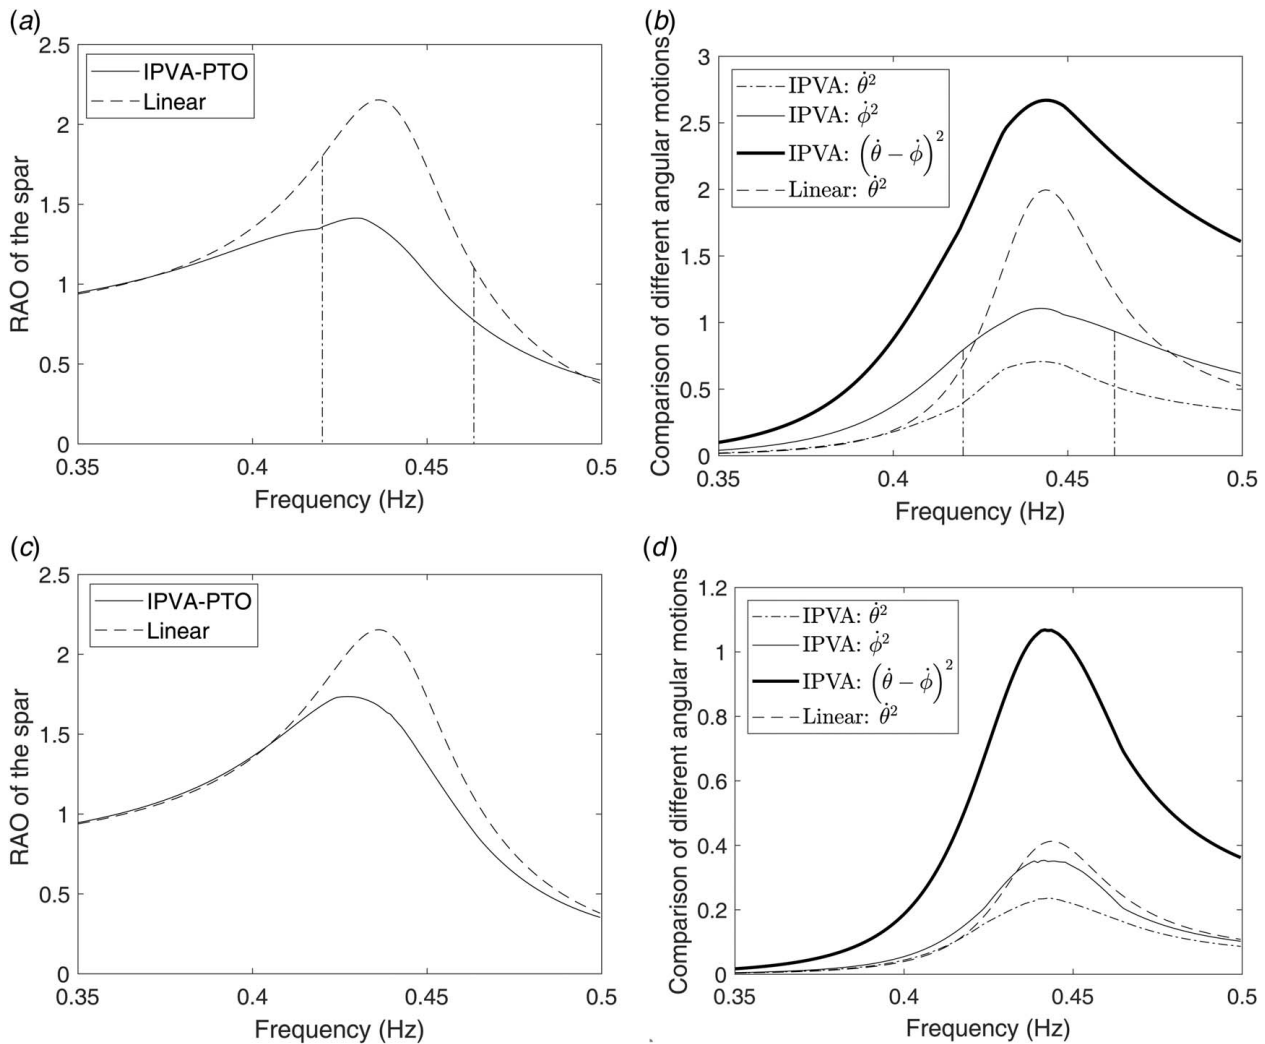 (a)
2.5
2
1.5
1
0.5
0
RAO of the spar
IPVA-PTO
Linear
0.35
0.4
0.45
0.5
Frequency (Hz)
(b)
3
2.5
2
1.5
1
0.5
0
Comparison of different angular motions
IPVA: θ̇²
IPVA: ϕ̇²
IPVA: (θ̇ − ϕ̇)²
Linear: θ̇²
0.35
0.4
0.45
0.5
Frequency (Hz)
(c)
2.5
2
1.5
1
0.5
0
RAO of the spar
IPVA-PTO
Linear
0.35
0.4
0.45
0.5
Frequency (Hz)
(d)
1.2
1
0.8
0.6
0.4
0.2
0
Comparison of different angular motions
IPVA: θ̇²
IPVA: ϕ̇²
IPVA: (θ̇ − ϕ̇)²
Linear: θ̇²
0.35
0.4
0.45
0.5
Frequency (Hz)